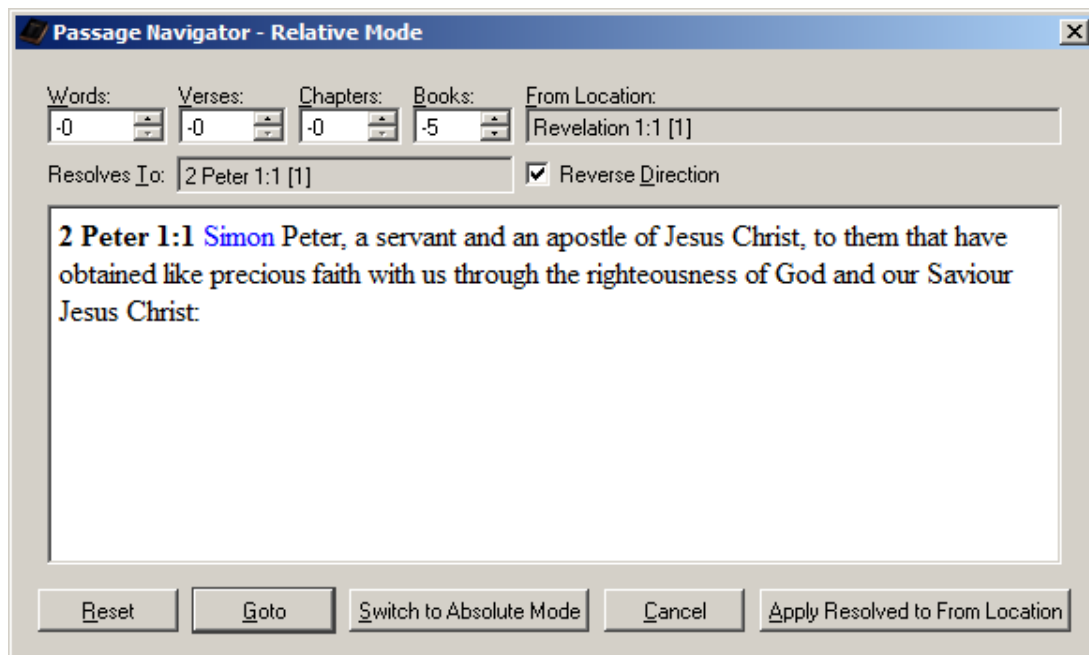 Passage Navigator - Relative Mode
Words: Verses: Chapters: Books: From Location:
-0 -0 -0 -5 Revelation 1:1 [1]
Resolves To: 2 Peter 1:1 [1] Reverse Direction
2 Peter 1:1 Simon Peter, a servant and an apostle of Jesus Christ, to them that have
obtained like precious faith with us through the righteousness of God and our Saviour
Jesus Christ:
Reset Goto Switch to Absolute Mode Cancel Apply Resolved to From Location